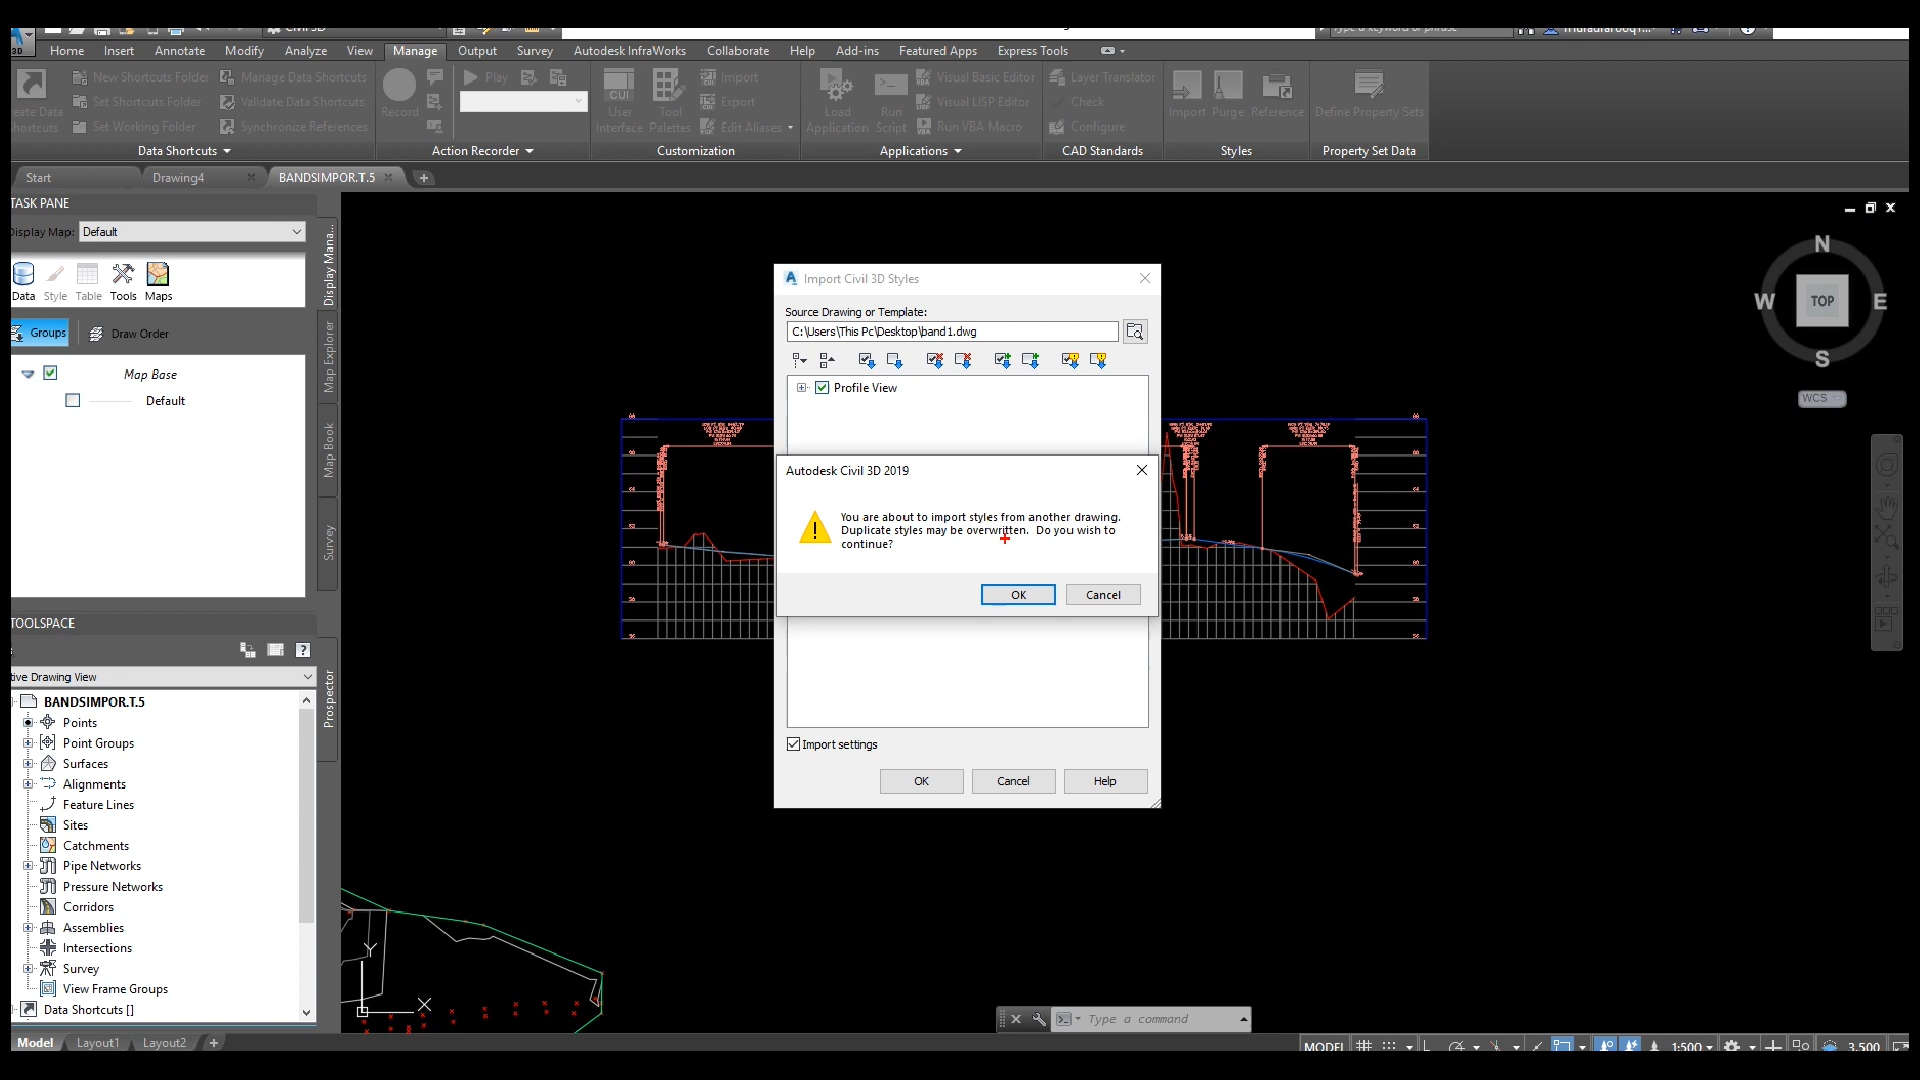 Home Insert Annotate Modify Analyze View Manage Output Survey Autodesk InfraWorks Collaborate Help Add-ins Featured Apps Express Tools
New Shortcuts Folder Manage Data Shortcuts Play Import Visual Basic Editor Layer Translator
Set Shortcuts Folder Validate Data Shortcuts Export Visual LISP Editor Check
Record User Tool Load Run Import Purge Reference Define Property Sets
Set Working Folder Synchronize References Interface Palettes Edit Aliases Application Script Run VBA Macro Configure
Data Shortcuts Action Recorder Customization Applications CAD Standards Styles Property Set Data
Start Drawing4 BANDSIMPOR.T.5
TASK PANE
Display Map: Default
Data Style Table Tools Maps
Groups Draw Order
Map Base
Default
Display Mana...
Map Explorer
Map Book
Survey
TOOLSPACE
tive Drawing View
Prospector
BANDSIMPOR.T.5
Points
Point Groups
Surfaces
Alignments
Feature Lines
Sites
Catchments
Pipe Networks
Pressure Networks
Corridors
Assemblies
Intersections
Survey
View Frame Groups
Data Shortcuts []
Model Layout1 Layout2
Import Civil 3D Styles
Source Drawing or Template:
C:\Users\This Pc\Desktop\band 1.dwg
Profile View
Autodesk Civil 3D 2019
You are about to import styles from another drawing.
Duplicate styles may be overwritten. Do you wish to
continue?
OK Cancel
Import settings
OK Cancel Help
N
W TOP E
S
WCS
Y
X
Type a command
MODEL 1:500 3.500